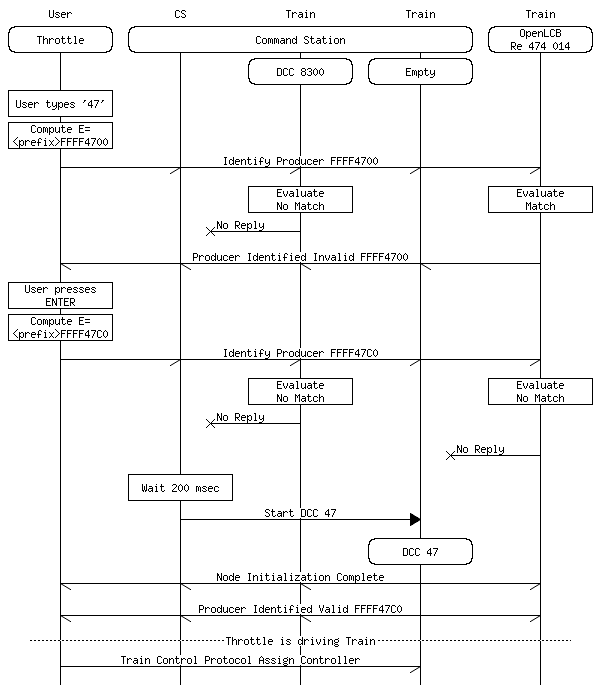 User CS Train Train Train
Throttle Command Station OpenLCB
Re 474 014
DCC 8300 Empty
User types '47'
Compute E=
<prefix>FFFF4700
Identify Producer FFFF4700
Evaluate
No Match
Evaluate
Match
No Reply
Producer Identified Invalid FFFF4700
User presses
ENTER
Compute E=
<prefix>FFFF47C0
Identify Producer FFFF47C0
Evaluate
No Match
Evaluate
No Match
No Reply
No Reply
Wait 200 msec
Start DCC 47
DCC 47
Node Initialization Complete
Producer Identified Valid FFFF47C0
Throttle is driving Train
Train Control Protocol Assign Controller